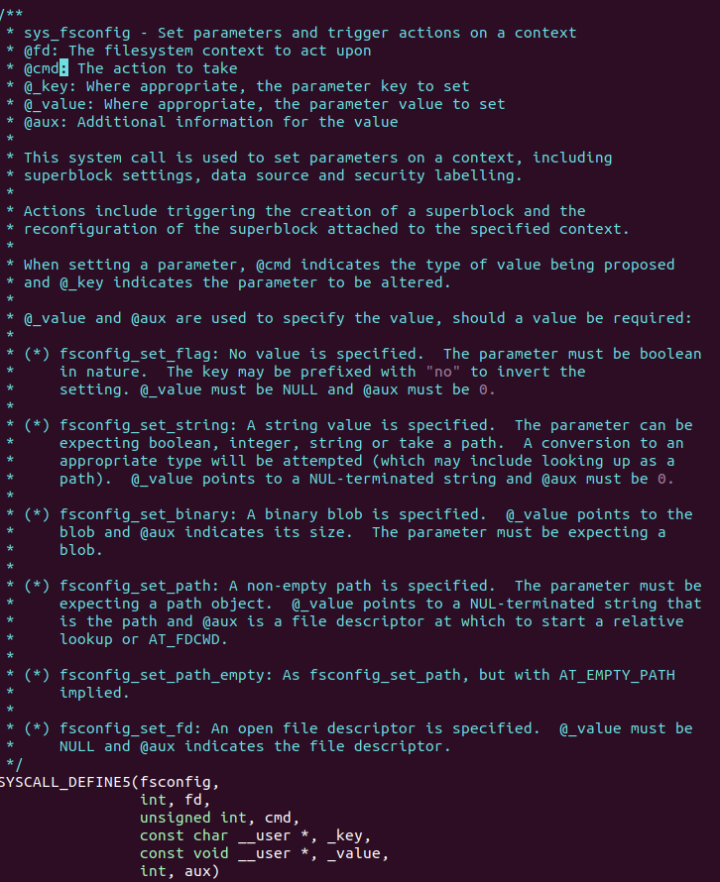 /**
 * sys_fsconfig - Set parameters and trigger actions on a context
 * @fd: The filesystem context to act upon
 * @cmd: The action to take
 * @_key: Where appropriate, the parameter key to set
 * @_value: Where appropriate, the parameter value to set
 * @aux: Additional information for the value
 *
 * This system call is used to set parameters on a context, including
 * superblock settings, data source and security labelling.
 *
 * Actions include triggering the creation of a superblock and the
 * reconfiguration of the superblock attached to the specified context.
 *
 * When setting a parameter, @cmd indicates the type of value being proposed
 * and @_key indicates the parameter to be altered.
 *
 * @_value and @aux are used to specify the value, should a value be required:
 *
 * (*) fsconfig_set_flag: No value is specified.  The parameter must be boolean
 *     in nature.  The key may be prefixed with "no" to invert the
 *     setting. @_value must be NULL and @aux must be 0.
 *
 * (*) fsconfig_set_string: A string value is specified.  The parameter can be
 *     expecting boolean, integer, string or take a path.  A conversion to an
 *     appropriate type will be attempted (which may include looking up as a
 *     path).  @_value points to a NUL-terminated string and @aux must be 0.
 *
 * (*) fsconfig_set_binary: A binary blob is specified.  @_value points to the
 *     blob and @aux indicates its size.  The parameter must be expecting a
 *     blob.
 *
 * (*) fsconfig_set_path: A non-empty path is specified.  The parameter must be
 *     expecting a path object.  @_value points to a NUL-terminated string that
 *     is the path and @aux is a file descriptor at which to start a relative
 *     lookup or AT_FDCWD.
 *
 * (*) fsconfig_set_path_empty: As fsconfig_set_path, but with AT_EMPTY_PATH
 *     implied.
 *
 * (*) fsconfig_set_fd: An open file descriptor is specified.  @_value must be
 *     NULL and @aux indicates the file descriptor.
 */
SYSCALL_DEFINE5(fsconfig,
                int, fd,
                unsigned int, cmd,
                const char __user *, _key,
                const void __user *, _value,
                int, aux)